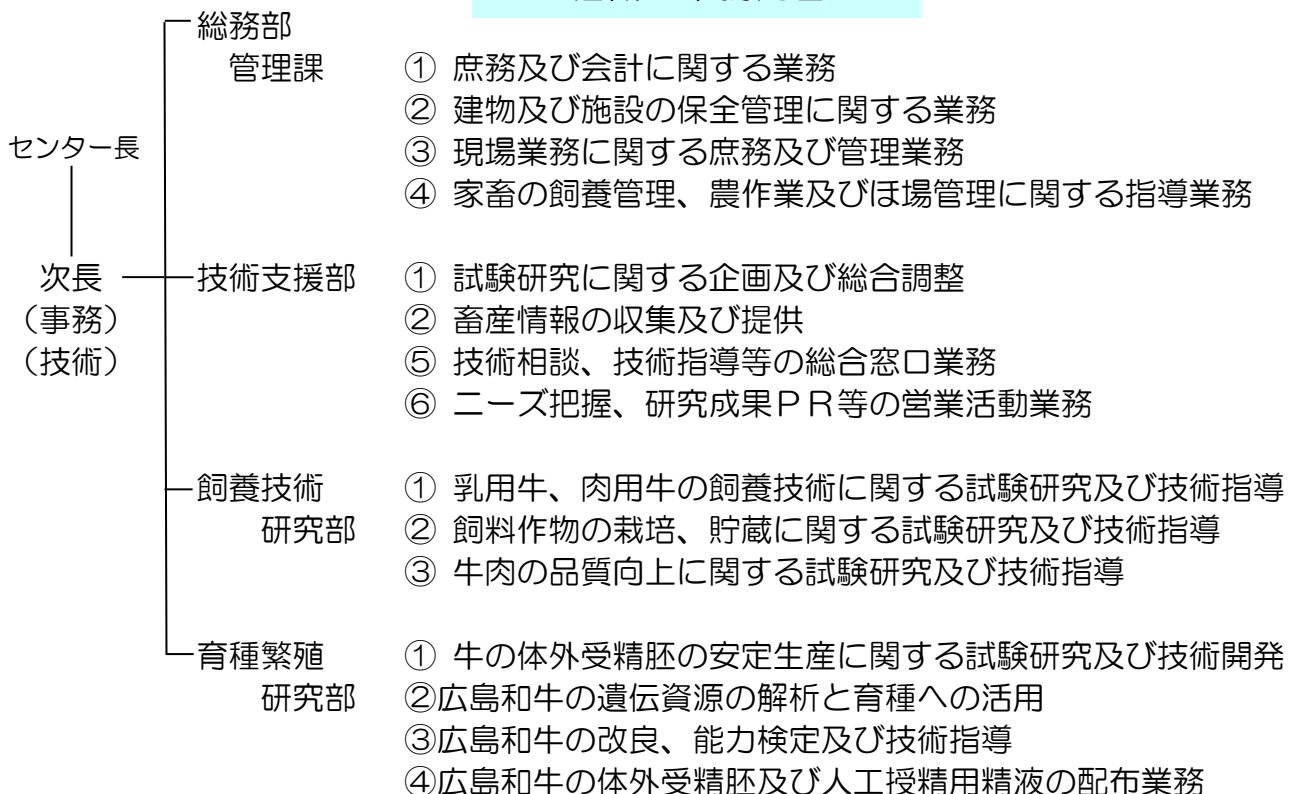 総務部
管理課
① 庶務及び会計に関する業務
② 建物及び施設の保全管理に関する業務
③ 現場業務に関する庶務及び管理業務
④ 家畜の飼養管理、農作業及びほ場管理に関する指導業務
センター長
次長
（事務）
（技術）
技術支援部
① 試験研究に関する企画及び総合調整
② 畜産情報の収集及び提供
⑤ 技術相談、技術指導等の総合窓口業務
⑥ ニーズ把握、研究成果ＰＲ等の営業活動業務
飼養技術
研究部
① 乳用牛、肉用牛の飼養技術に関する試験研究及び技術指導
② 飼料作物の栽培、貯蔵に関する試験研究及び技術指導
③ 牛肉の品質向上に関する試験研究及び技術指導
育種繁殖
研究部
① 牛の体外受精胚の安定生産に関する試験研究及び技術開発
②広島和牛の遺伝資源の解析と育種への活用
③広島和牛の改良、能力検定及び技術指導
④広島和牛の体外受精胚及び人工授精用精液の配布業務